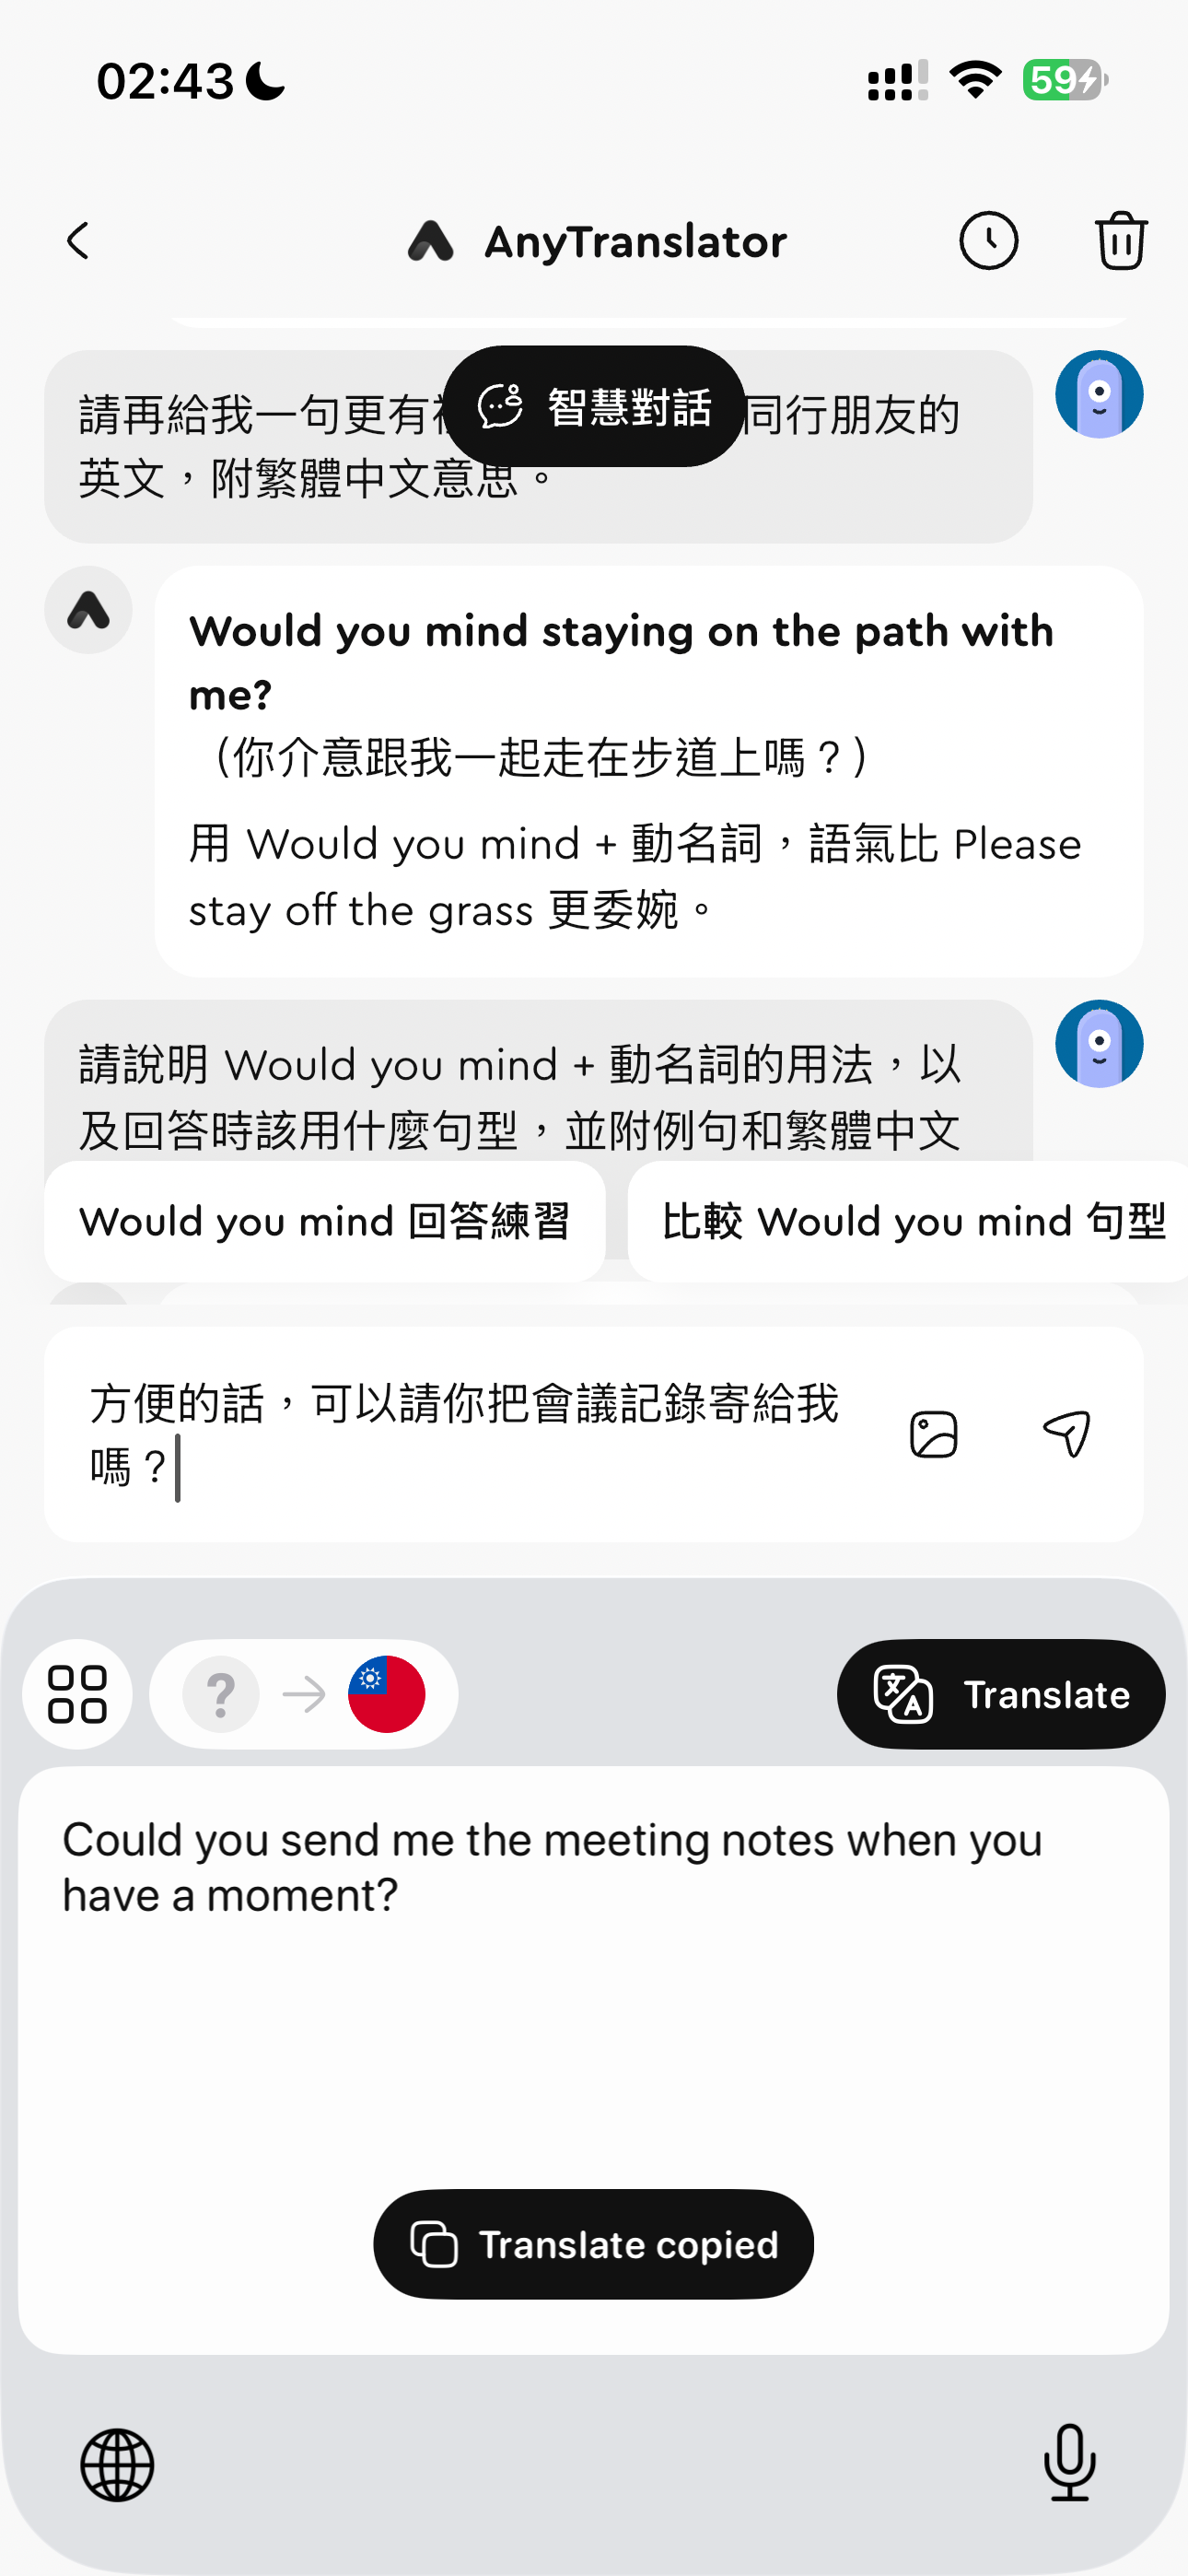 02:43
59
AnyTranslator
請再給我一句更有
智慧對話
同行朋友的
英文，附繁體中文意思。
Would you mind staying on the path with
me?
（你介意跟我一起走在步道上嗎？）
用 Would you mind + 動名詞，語氣比 Please
stay off the grass 更委婉。
請說明 Would you mind + 動名詞的用法，以
及回答時該用什麼句型，並附例句和繁體中文
Would you mind 回答練習
比較 Would you mind 句型
方便的話，可以請你把會議記錄寄給我
嗎？
?
Translate
Could you send me the meeting notes when you
have a moment?
Translate copied